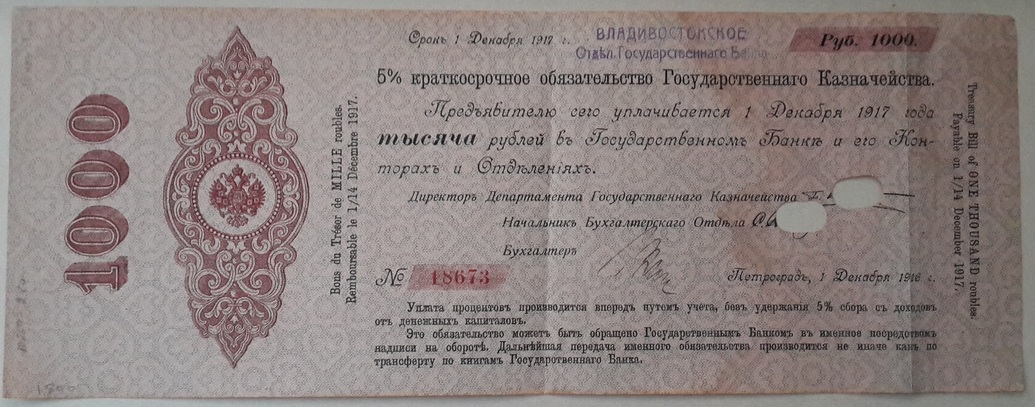 1000
Bons du Trésor de MILLE roubles.
Remboursable le 1/14 Décembre 1917.
Срокъ 1 Декабря 1917 г.
ВЛАДИВОСТОКСКОЕ
Отдѣл. Государственнаго Банка
Руб. 1000.
5% краткосрочное обязательство Государственнаго Казначейства.
Предъявителю сего уплачивается 1 Декабря 1917 года
тысяча рублей въ Государственномъ Банкѣ и его Кон-
торахъ и Отдѣленіяхъ.
Директоръ Департамента Государственнаго Казначейства
Начальникъ Бухгалтерскаго Отдѣла
Бухгалтеръ
№ 18673
Петроградъ, 1 Декабря 1916 г.
Уплата процентовъ производится впередъ путемъ учета, безъ удержанія 5% сбора съ доходовъ
отъ денежныхъ капиталовъ.
Это обязательство можетъ быть обращено Государственнымъ Банкомъ въ именное посредствомъ
надписи на оборотѣ. Дальнѣйшая передача именного обязательства производится не иначе какъ по
трансферту по книгамъ Государственнаго Банка.
Treasury Bill of ONE THOUSAND roubles.
Payable on 1/14 December 1917.